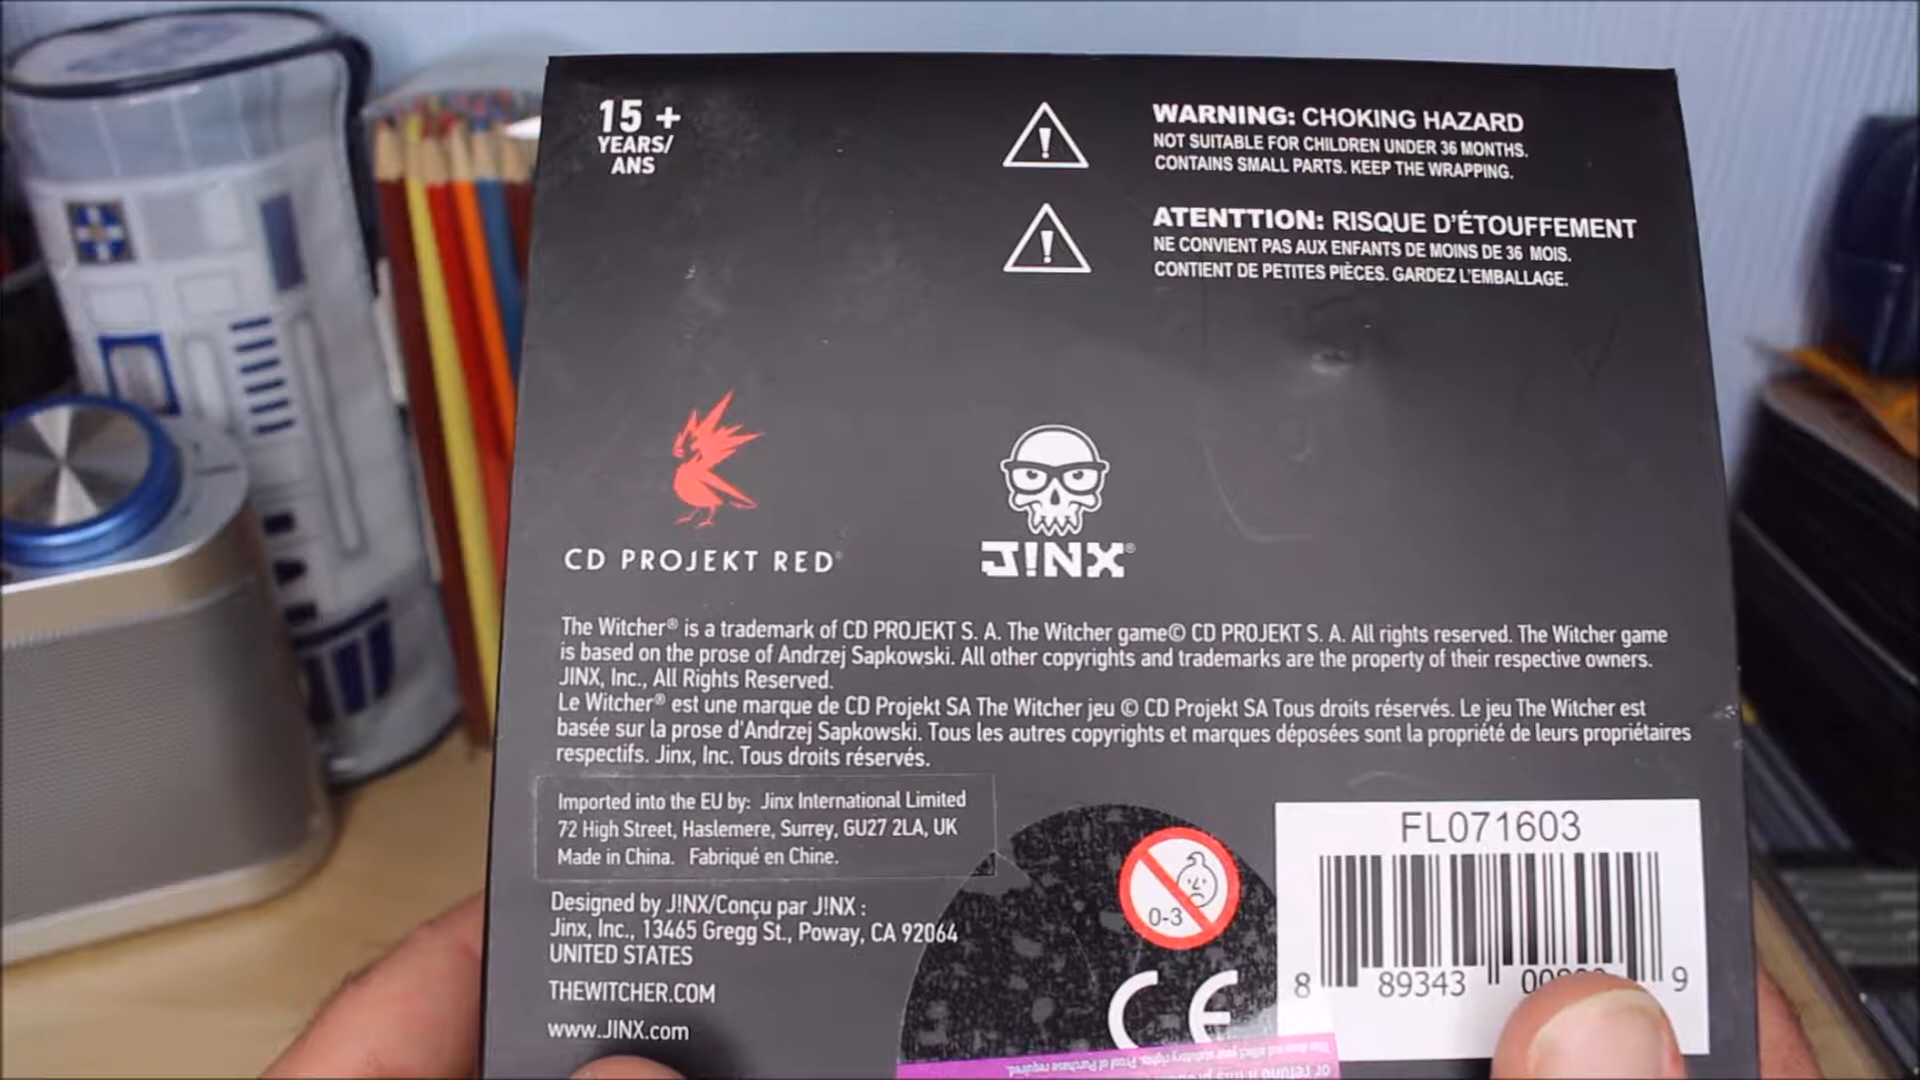 15 +
YEARS/
ANS
WARNING: CHOKING HAZARD
NOT SUITABLE FOR CHILDREN UNDER 36 MONTHS.
CONTAINS SMALL PARTS. KEEP THE WRAPPING.
ATENTTION: RISQUE D'ÉTOUFFEMENT
NE CONVIENT PAS AUX ENFANTS DE MOINS DE 36 MOIS.
CONTIENT DE PETITES PIÈCES. GARDEZ L'EMBALLAGE.
CD PROJEKT RED®
J!NX®
The Witcher® is a trademark of CD PROJEKT S. A. The Witcher game© CD PROJEKT S. A. All rights reserved. The Witcher game
is based on the prose of Andrzej Sapkowski. All other copyrights and trademarks are the property of their respective owners.
JINX, Inc., All Rights Reserved.
Le Witcher® est une marque de CD Projekt SA The Witcher jeu © CD Projekt SA Tous droits réservés. Le jeu The Witcher est
basée sur la prose d'Andrzej Sapkowski. Tous les autres copyrights et marques déposées sont la propriété de leurs propriétaires
respectifs. Jinx, Inc. Tous droits réservés.
Imported into the EU by: Jinx International Limited
72 High Street, Haslemere, Surrey, GU27 2LA, UK
Made in China. Fabriqué en Chine.
Designed by J!NX/Conçu par J!NX :
Jinx, Inc., 13465 Gregg St., Poway, CA 92064
UNITED STATES
THEWITCHER.COM
www.JINX.com
0-3
CE
FL071603
8 89343 9
Proof of Purchase required.
or refund if this